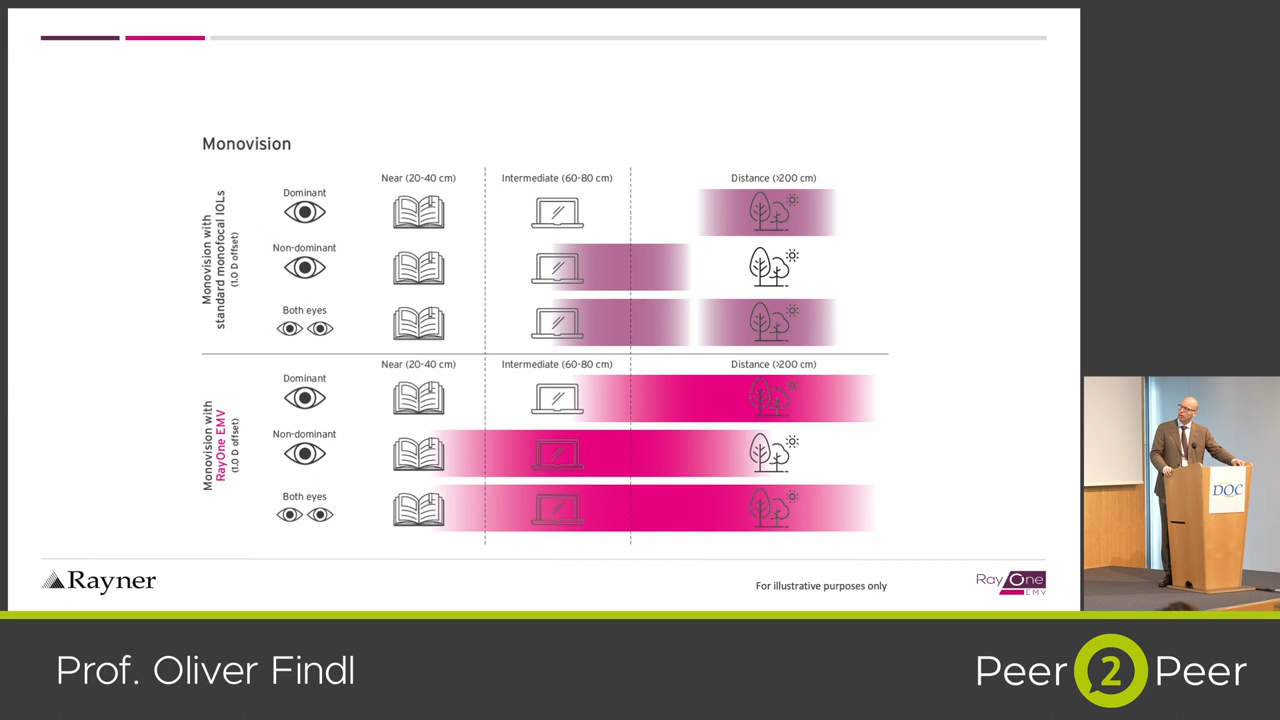 Monovision
Near (20-40 cm) Intermediate (60-80 cm) Distance (>200 cm)
Monovision with
standard monofocal IOLs
(1.0 D offset)
Dominant
Non-dominant
Both eyes
Near (20-40 cm) Intermediate (60-80 cm) Distance (>200 cm)
Monovision with
RayOne EMV
(1.0 D offset)
Dominant
Non-dominant
Both eyes
Rayner
For illustrative purposes only
RayOne
EMV
DOC
Prof. Oliver Findl
Peer 2 Peer